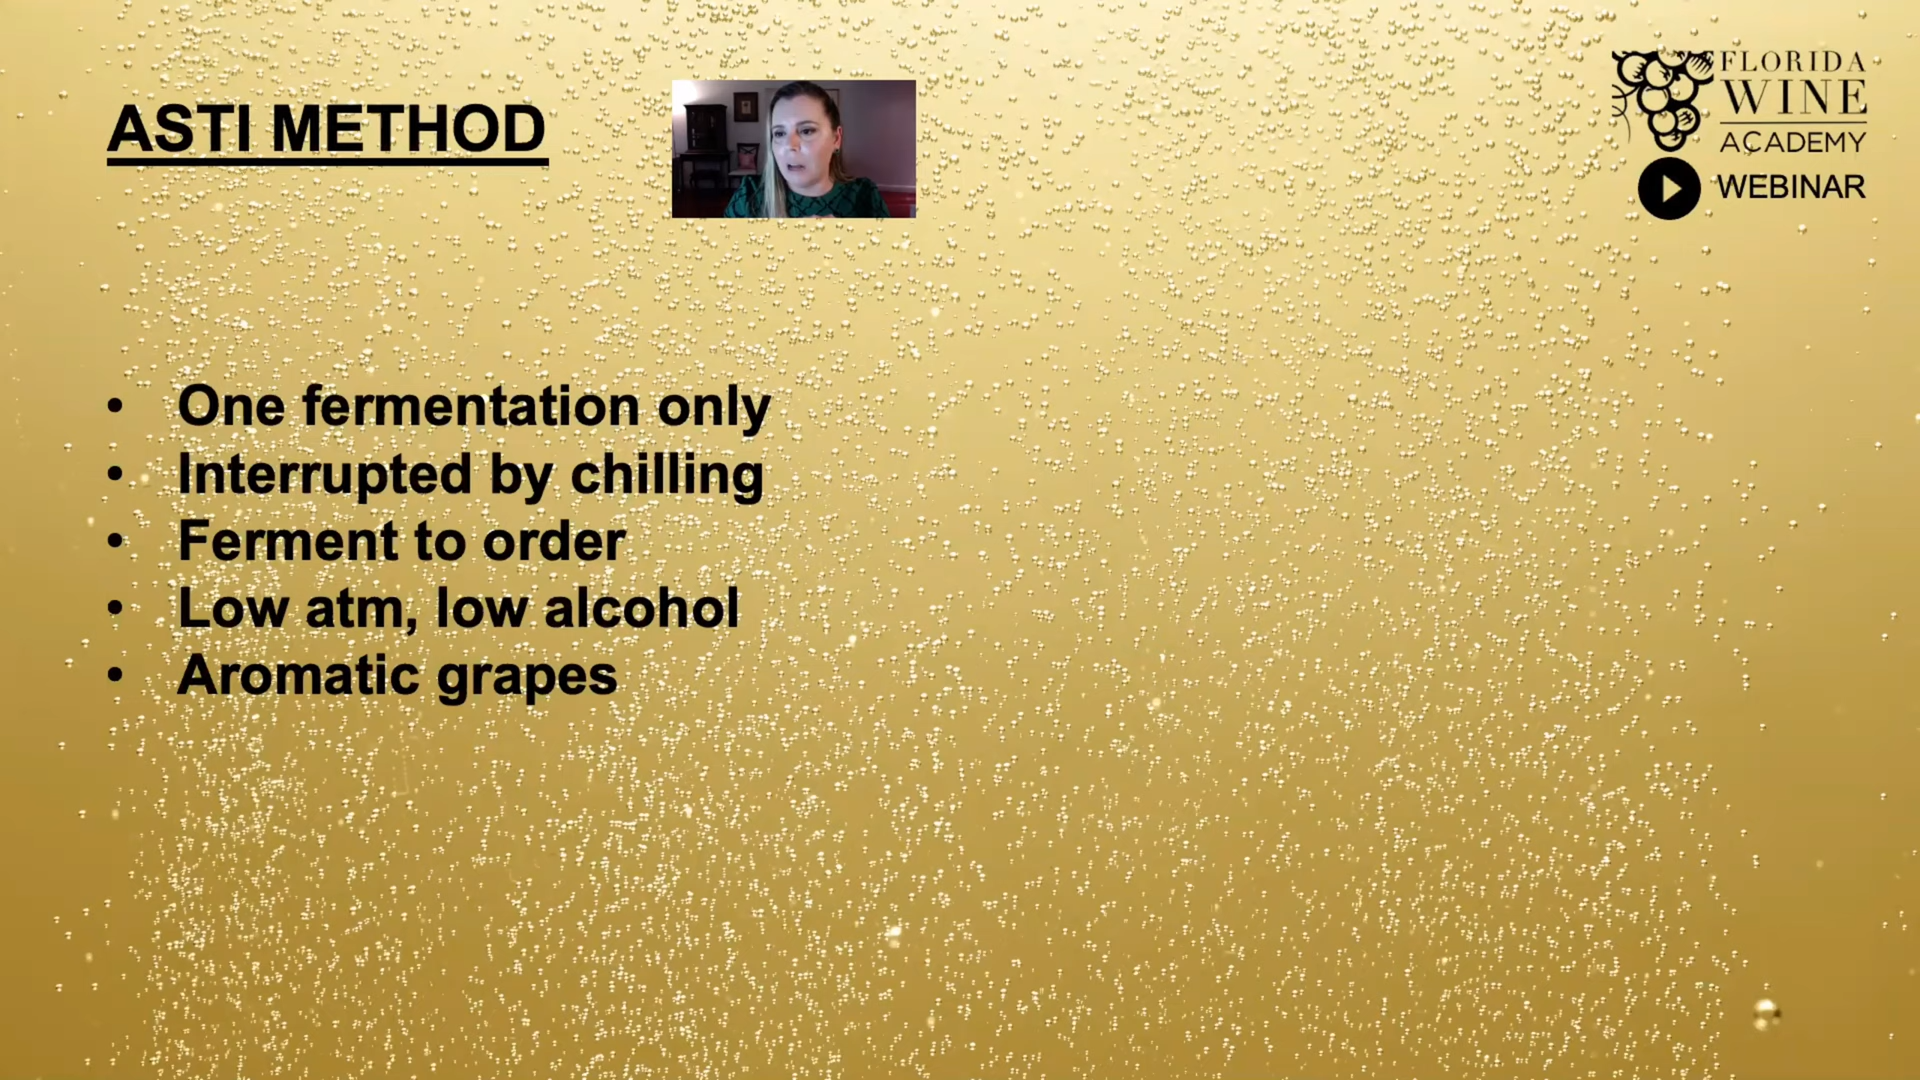 ASTI METHOD
FLORIDA
WINE
ACADEMY
WEBINAR
• One fermentation only
• Interrupted by chilling
• Ferment to order
• Low atm, low alcohol
• Aromatic grapes